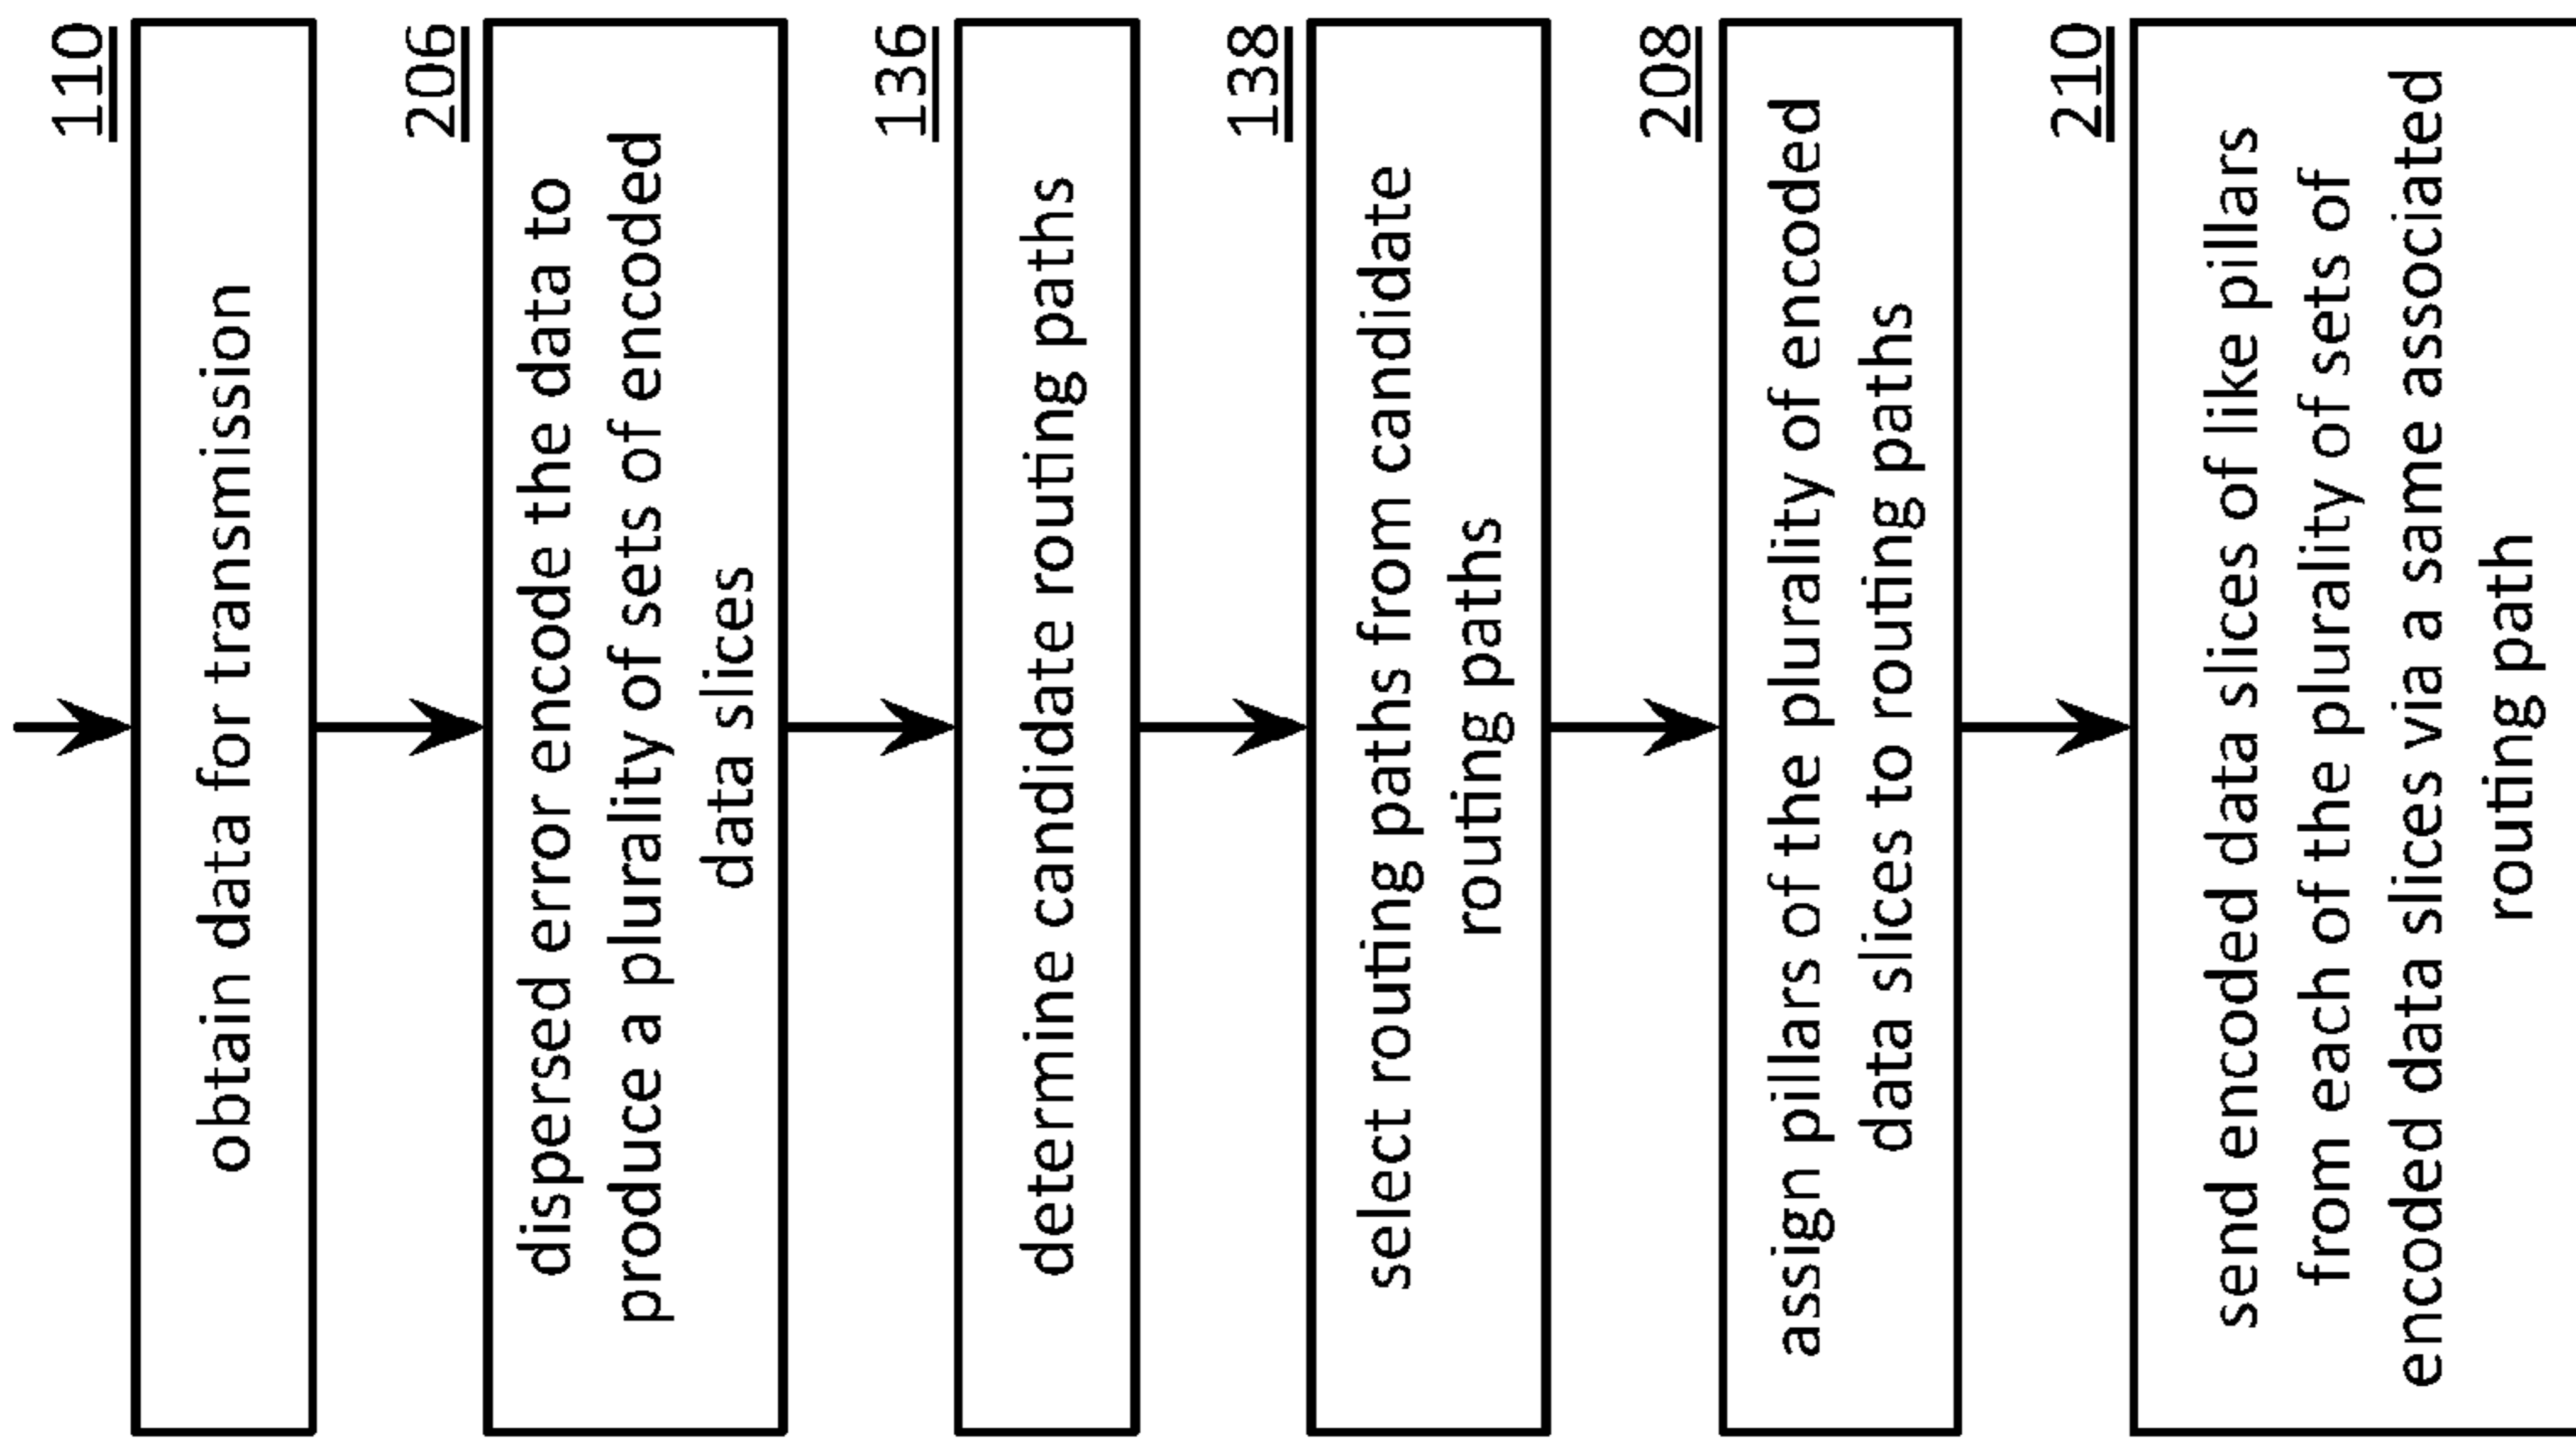 110
obtain data for transmission
206
dispersed error encode the data to
produce a plurality of sets of encoded
data slices
136
determine candidate routing paths
138
select routing paths from candidate
routing paths
208
assign pillars of the plurality of encoded
data slices to routing paths
210
send encoded data slices of like pillars
from each of the plurality of sets of
encoded data slices via a same associated
routing path